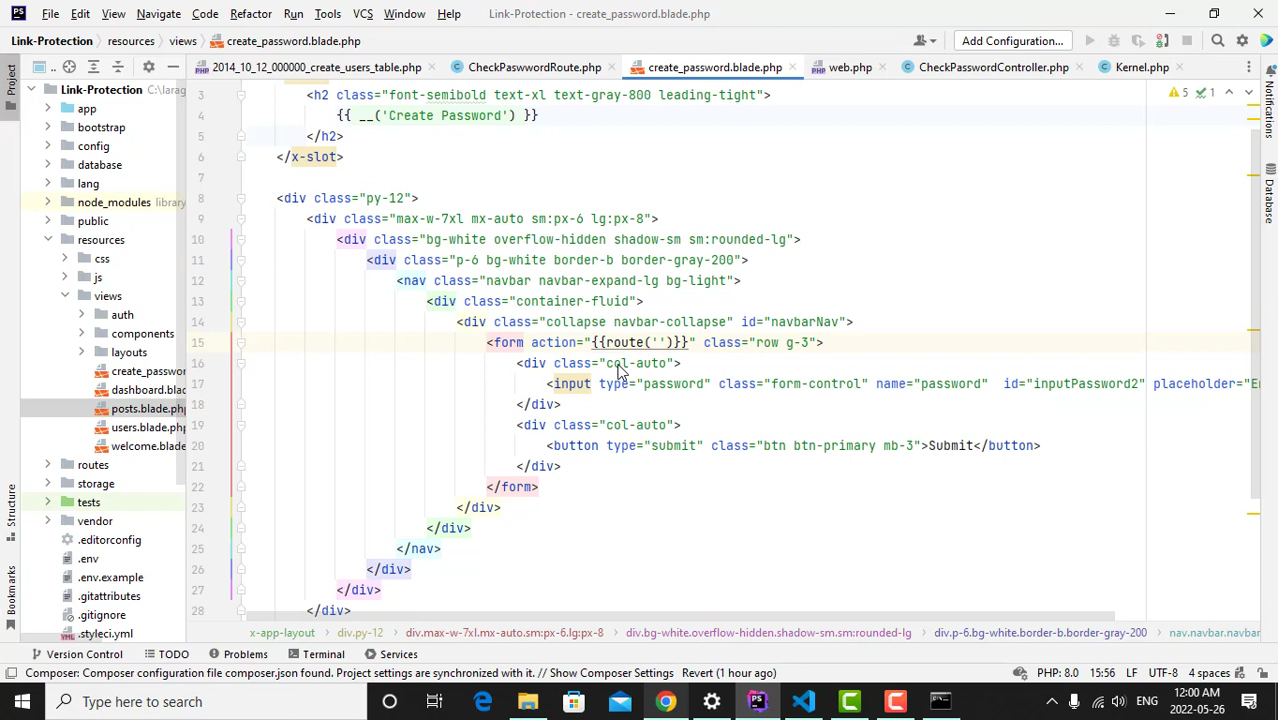 File Edit View Navigate Code Refactor Run Tools VCS Window Help Link-Protection - create_password.blade.php
Link-Protection resources views create_password.blade.php Add Configuration...
Project 2014_10_12_000000_create_users_table.php CheckPaswwodRoute.php create_password.blade.php web.php CheckPasswordController.php Kernel.php
Link-Protection C:\larag
app
bootstrap
config
database
lang
node_modules library
public
resources
css
js
views
auth
components
layouts
create_passwo
dashboard.bla
posts.blade.php
users.blade.ph
welcome.blade
routes
storage
tests
vendor
.editorconfig
.env
.env.example
.gitattributes
.gitignore
.styleci.yml
5 1
3 <h2 class="font-semibold text-xl text-gray-800 leading-tight">
4 {{ __('Create Password') }}
5 </h2>
6 </x-slot>
7
8 <div class="py-12">
9 <div class="max-w-7xl mx-auto sm:px-6 lg:px-8">
10 <div class="bg-white overflow-hidden shadow-sm sm:rounded-lg">
11 <div class="p-6 bg-white border-b border-gray-200">
12 <nav class="navbar navbar-expand-lg bg-light">
13 <div class="container-fluid">
14 <div class="collapse navbar-collapse" id="navbarNav">
15 <form action="{{route('')}}" class="row g-3">
16 <div class="col-auto">
17 <input type="password" class="form-control" name="password" id="inputPassword2" placeholder="E
18 </div>
19 <div class="col-auto">
20 <button type="submit" class="btn btn-primary mb-3">Submit</button>
21 </div>
22 </form>
23 </div>
24 </div>
25 </nav>
26 </div>
27 </div>
28 </div>
Notifications
Database
Structure
Bookmarks
x-app-layout div.py-12 div.max-w-7xl.mx-auto.sm:px-6.lg:px-8 div.bg-white.overflow-hidden.shadow-sm.sm:rounded-lg div.p-6.bg-white.border-b.border-gray-200 nav.navbar.navba
Version Control TODO Problems Terminal Services
Composer: Composer configuration file composer.json found. Properties synchronized with it. // Show Composer Settings Revert (1 hour ago) PHP: 8.0 15:56 LF UTF-8 4 spaces
Type here to search ENG 12:00 AM
2022-05-26